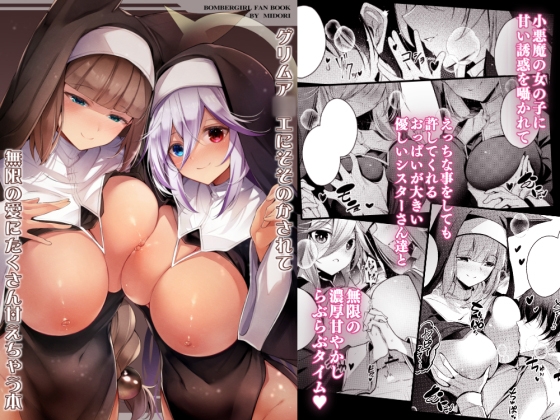 BOMBERGIRL FAN BOOK
BY MIDORI
グリムア
エにそそのかされて
無限の愛にたくさん甘えちゃう本
小悪魔の女の子に
甘い誘惑を囁かれて
えっちな事をしても
許してくれる
おっぱいが大きい
優しいシスターさん達と
無限の
濃厚甘やかし
らぶらぶタイム♥